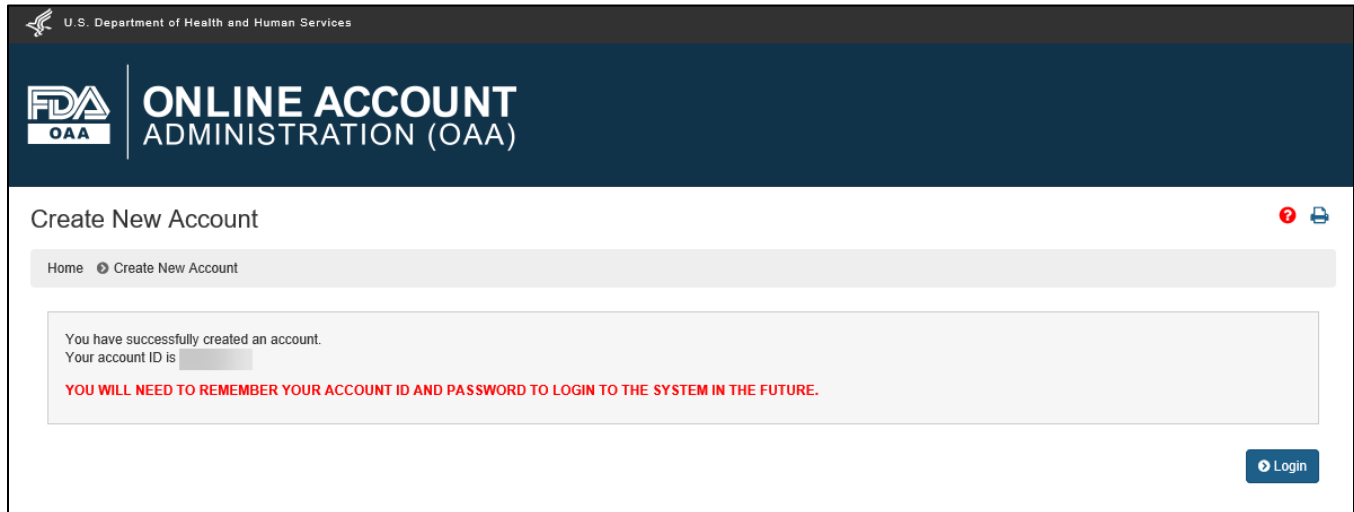 U.S. Department of Health and Human Services
FDA
OAA
ONLINE ACCOUNT
ADMINISTRATION (OAA)
Create New Account
Home Create New Account
You have successfully created an account.
Your account ID is
YOU WILL NEED TO REMEMBER YOUR ACCOUNT ID AND PASSWORD TO LOGIN TO THE SYSTEM IN THE FUTURE.
Login